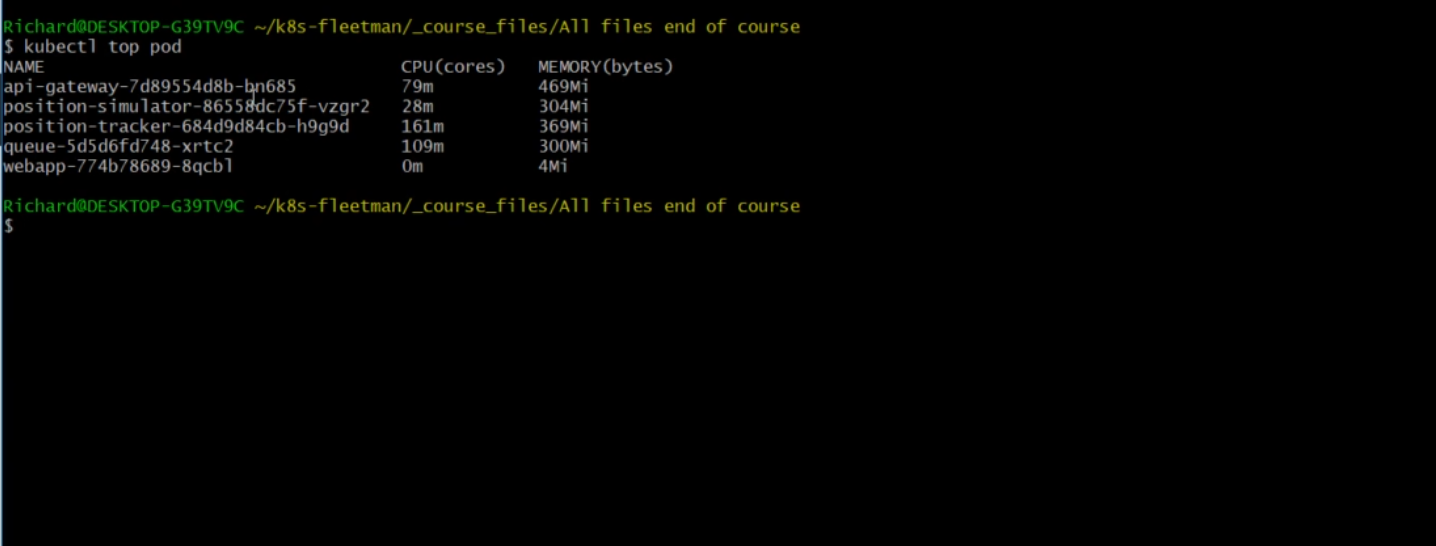 Richard@DESKTOP-G39TV9C ~/k8s-fleetman/_course_files/All files end of course
$ kubectl top pod
NAME CPU(cores) MEMORY(bytes)
api-gateway-7d89554d8b-bn685 79m 469Mi
position-simulator-86558dc75f-vzgr2 28m 304Mi
position-tracker-684d9d84cb-h9g9d 161m 369Mi
queue-5d5d6fd748-xrtc2 109m 300Mi
webapp-774b78689-8qcbl 0m 4Mi
Richard@DESKTOP-G39TV9C ~/k8s-fleetman/_course_files/All files end of course
$